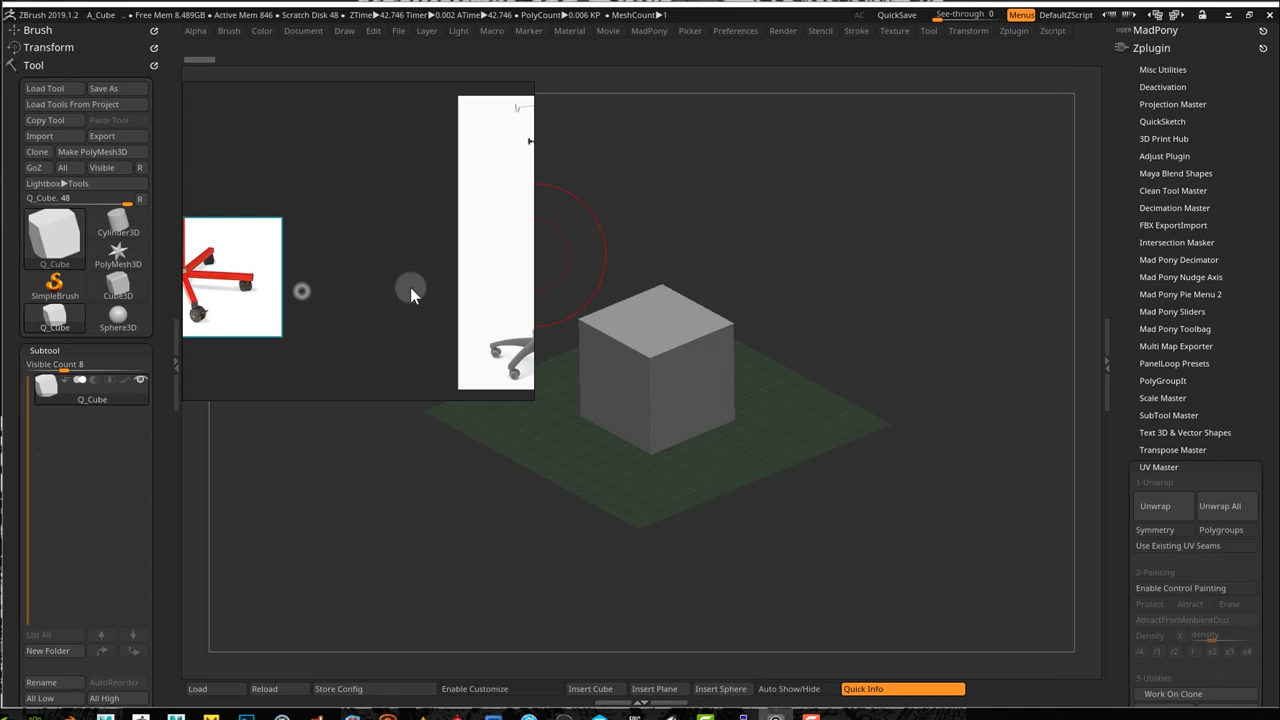 ZBrush 2019.1.2 A_Cube .. • Free Mem 8.489GB • Active Mem 846 • Scratch Disk 48 • ZTime▶42.746 Timer▶0.002 ATime▶42.746 • PolyCount▶0.006 KP • MeshCount▶1 AC QuickSave See-through 0 Menus DefaultZScript
Brush
Alpha Brush Color Document Draw Edit File Layer Light Macro Marker Material Movie MadPony Picker Preferences Render Stencil Stroke Texture Tool Transform Zplugin Zscript
USER MadPony
Transform
Zplugin
Tool
Misc Utilities
Load Tool Save As
Deactivation
Load Tools From Project
Projection Master
Copy Tool Paste Tool
QuickSketch
Import Export
3D Print Hub
Clone Make PolyMesh3D
Adjust Plugin
GoZ All Visible R
Maya Blend Shapes
Lightbox▶Tools
Clean Tool Master
Q_Cube. 48 R
Decimation Master
Cylinder3D
FBX ExportImport
Intersection Master
Q_Cube PolyMesh3D
Mad Pony Decimator
Mad Pony Nudge Axis
SimpleBrush Cube3D
Mad Pony Pie Menu 2
Mad Pony Sliders
Q_Cube Sphere3D
Mad Pony Toolbag
Multi Map Exporter
Subtool
PanelLoop Presets
Visible Count 8
PolyGroupIt
Q_Cube
Scale Master
SubTool Master
Text 3D & Vector Shapes
Transpose Master
UV Master
1-Unwrap
Unwrap Unwrap All
Symmetry Polygroups
Use Existing UV Seams
2-Painting
Enable Control Painting
Protect Attract Erase
AttractFromAmbientOccl
Density X density.
/4 /3 /2 1 x2 x3 x4
List All
New Folder
3-Utilities
Rename AutoReorder
Work On Clone
All Low All High
Load Reload Store Config Enable Customize Insert Cube Insert Plane Insert Sphere Auto Show/Hide Quick Info